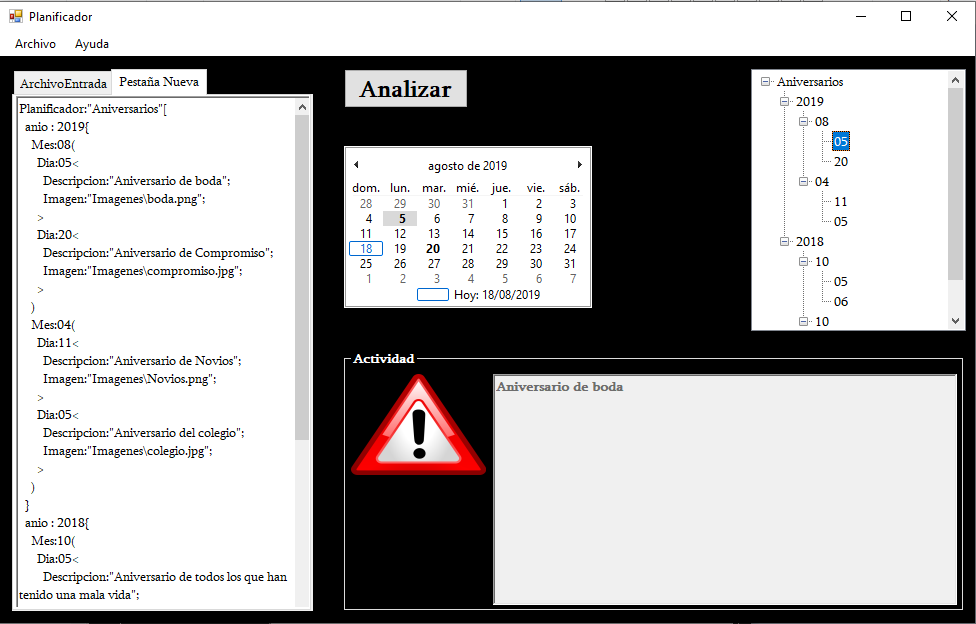 Planificador
Archivo Ayuda
ArchivoEntrada Pestaña Nueva
Planificador:"Aniversarios"[
anio : 2019{
Mes:08(
Dia:05<
Descripcion:"Aniversario de boda";
Imagen:"Imagenes\boda.png";
>
Dia:20<
Descripcion:"Aniversario de Compromiso";
Imagen:"Imagenes\compromiso.jpg";
>
)
Mes:04(
Dia:11<
Descripcion:"Aniversario de Novios";
Imagen:"Imagenes\Novios.png";
>
Dia:05<
Descripcion:"Aniversario del colegio";
Imagen:"Imagenes\colegio.jpg";
>
)
}
anio : 2018{
Mes:10(
Dia:05<
Descripcion:"Aniversario de todos los que han
tenido una mala vida";
Analizar
agosto de 2019
dom. lun. mar. mié. jue. vie. sáb.
28 29 30 31 1 2 3
4 5 6 7 8 9 10
11 12 13 14 15 16 17
18 19 20 21 22 23 24
25 26 27 28 29 30 31
1 2 3 4 5 6 7
Hoy: 18/08/2019
Aniversarios
2019
08
05
20
04
11
05
2018
10
05
06
10
Actividad
Aniversario de boda